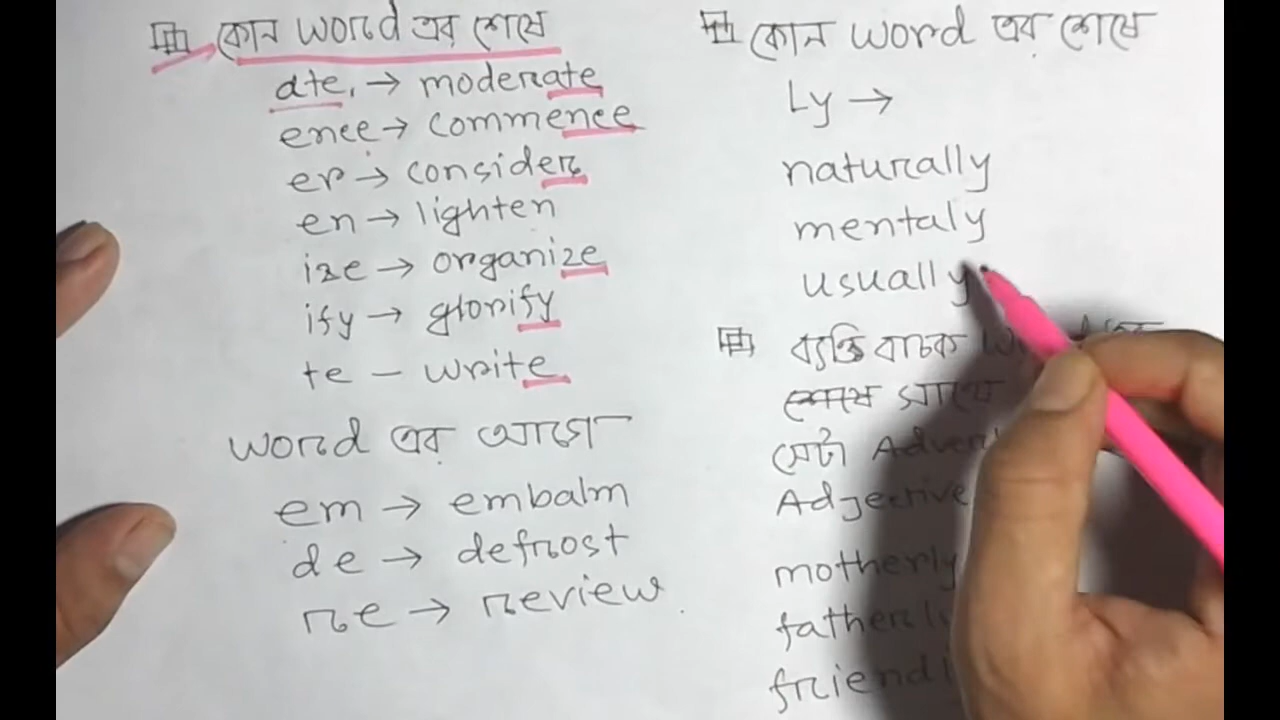 কোন word এর শেষে
ate, → moderate
ence → commence
er → consider
en → lighten
ize → organize
ify → glorify
te – write
word এর আগে
em → embalm
de → defrost
re → review
কোন word এর শেষে
Ly →
naturally
mentaly
usually
ব্যক্তি বাচক
শেষে সাথে
সেটা
Adjective
motherly